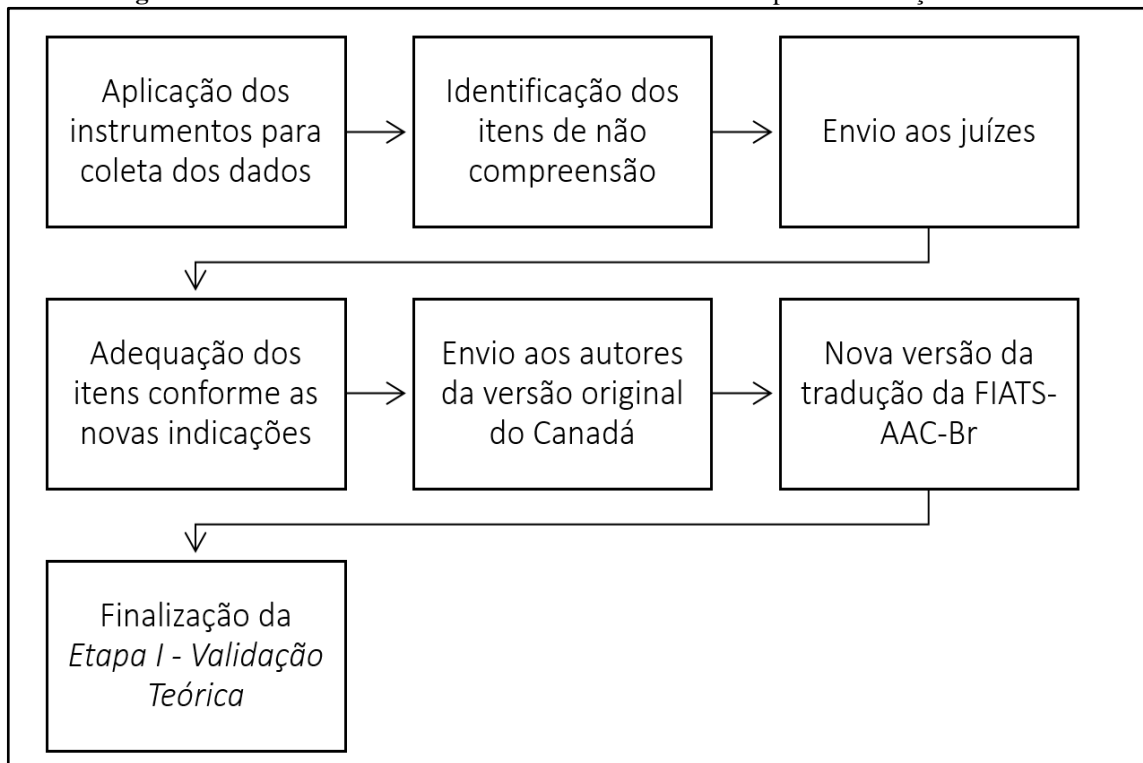 Aplicação dos
instrumentos para
coleta dos dados
Identificação dos
itens de não
compreensão
Envio aos juízes
Adequação dos
itens conforme as
novas indicações
Envio aos autores
da versão original
do Canadá
Nova versão da
tradução da FIATS-
AAC-Br
Finalização da
Etapa I - Validação
Teórica